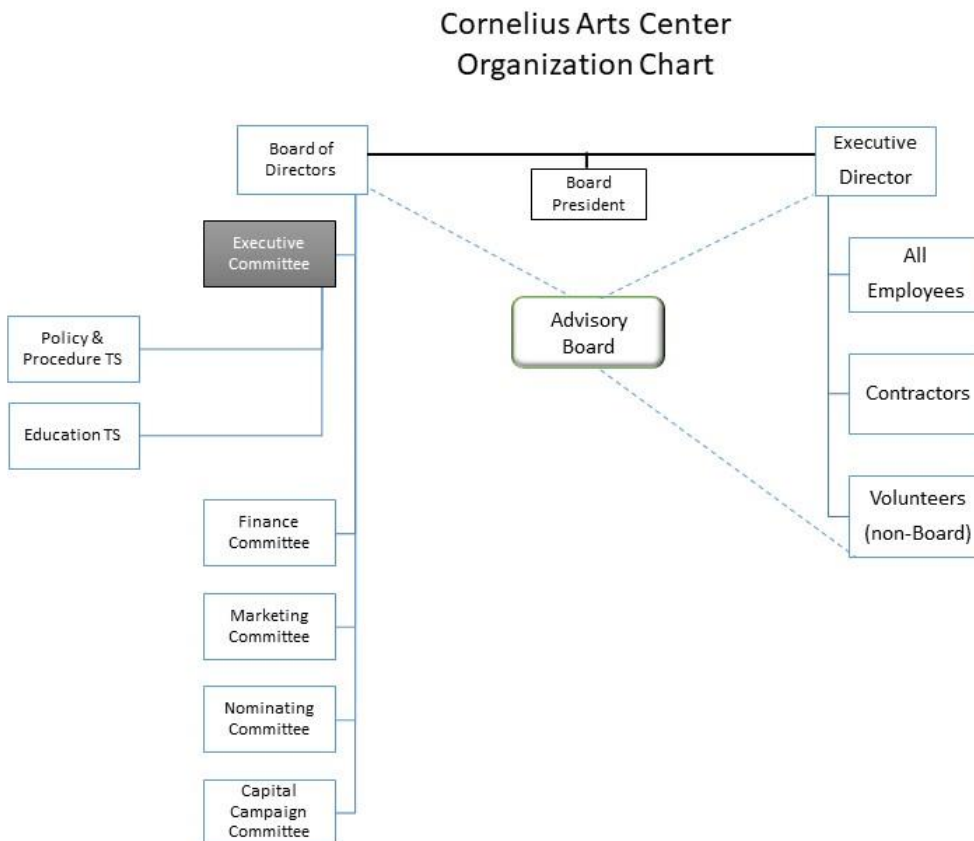 Cornelius Arts Center
Organization Chart
Board of
Directors
Executive
Director
Board
President
Executive
Committee
All
Employees
Advisory
Board
Policy &
Procedure TS
Contractors
Education TS
Volunteers
(non-Board)
Finance
Committee
Marketing
Committee
Nominating
Committee
Capital
Campaign
Committee